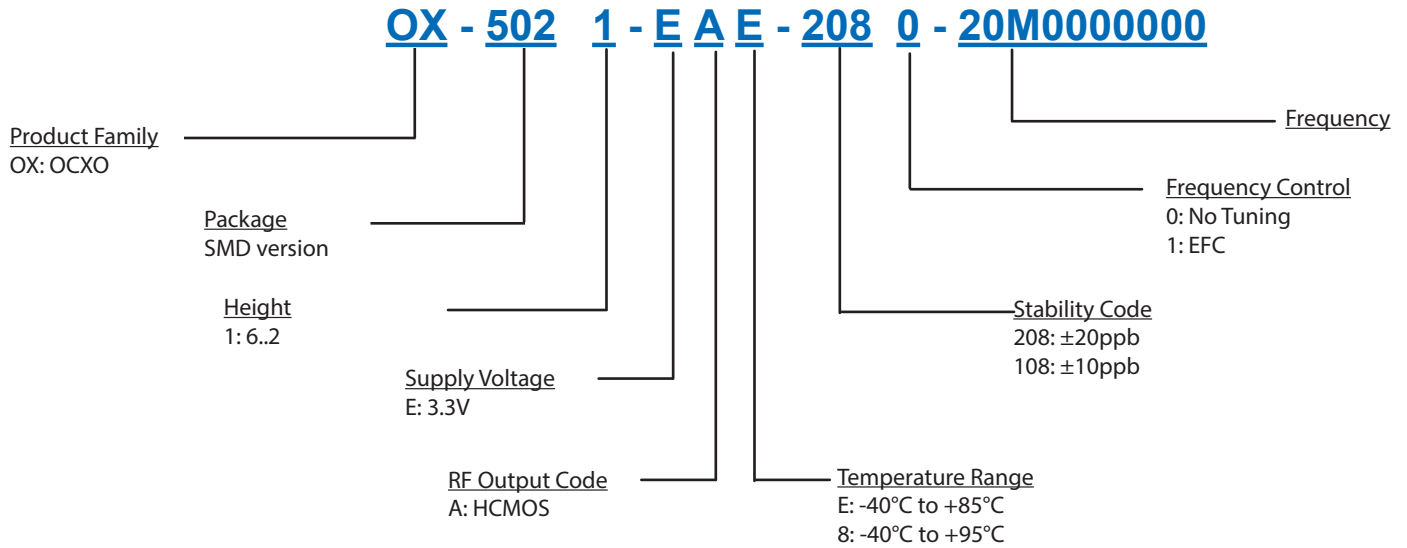 OX - 502 1 - E A E - 208 0 - 20M0000000
Product Family
OX: OCXO
Package
SMD version
Height
1: 6..2
Supply Voltage
E: 3.3V
RF Output Code
A: HCMOS
Temperature Range
E: -40°C to +85°C
8: -40°C to +95°C
Stability Code
208: ±20ppb
108: ±10ppb
Frequency Control
0: No Tuning
1: EFC
Frequency